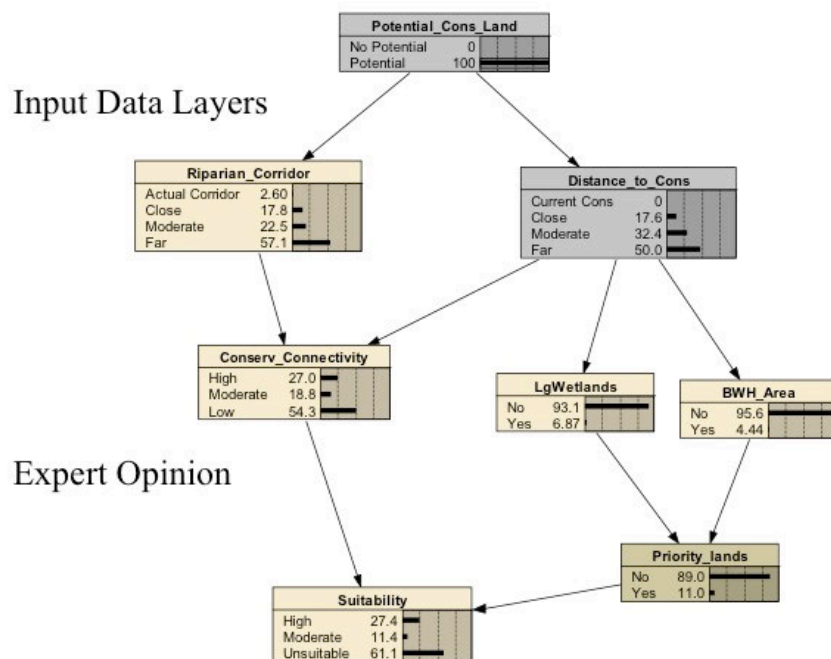 Potential_Cons_Land
No Potential 0
Potential 100
Input Data Layers
Riparian_Corridor
Actual Corridor 2.60
Close 17.8
Moderate 22.5
Far 57.1
Distance_to_Cons
Current Cons 0
Close 17.6
Moderate 32.4
Far 50.0
Conserv_Connectivity
High 27.0
Moderate 18.8
Low 54.3
LgWetlands
No 93.1
Yes 6.87
BWH_Area
No 95.6
Yes 4.44
Expert Opinion
Priority_lands
No 89.0
Yes 11.0
Suitability
High 27.4
Moderate 11.4
Unsuitable 61.1